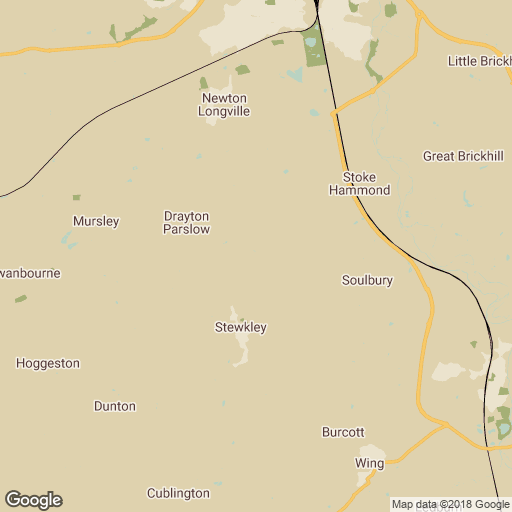 Little Brickh
Newton
Longville
Great Brickhill
Stoke
Hammond
Mursley
Drayton
Parslow
wanbourne
Soulbury
Stewkley
Hoggeston
Dunton
Burcott
Wing
Cublington
Google
Map data ©2018 Google